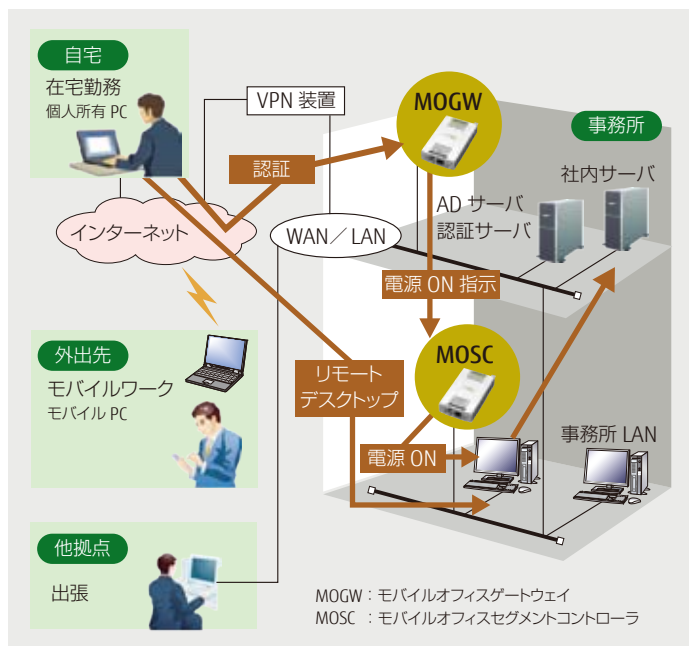 自宅
在宅勤務
個人所有 PC
VPN 装置
MOGW
事務所
認証
社内サーバ
AD サーバ
認証サーバ
インターネット
WAN／LAN
電源 ON 指示
外出先
モバイルワーク
モバイル PC
MOSC
リモート
デスクトップ
電源 ON
事務所 LAN
他拠点
出張
MOGW：モバイルオフィスゲートウェイ
MOSC ：モバイルオフィスセグメントコントローラ